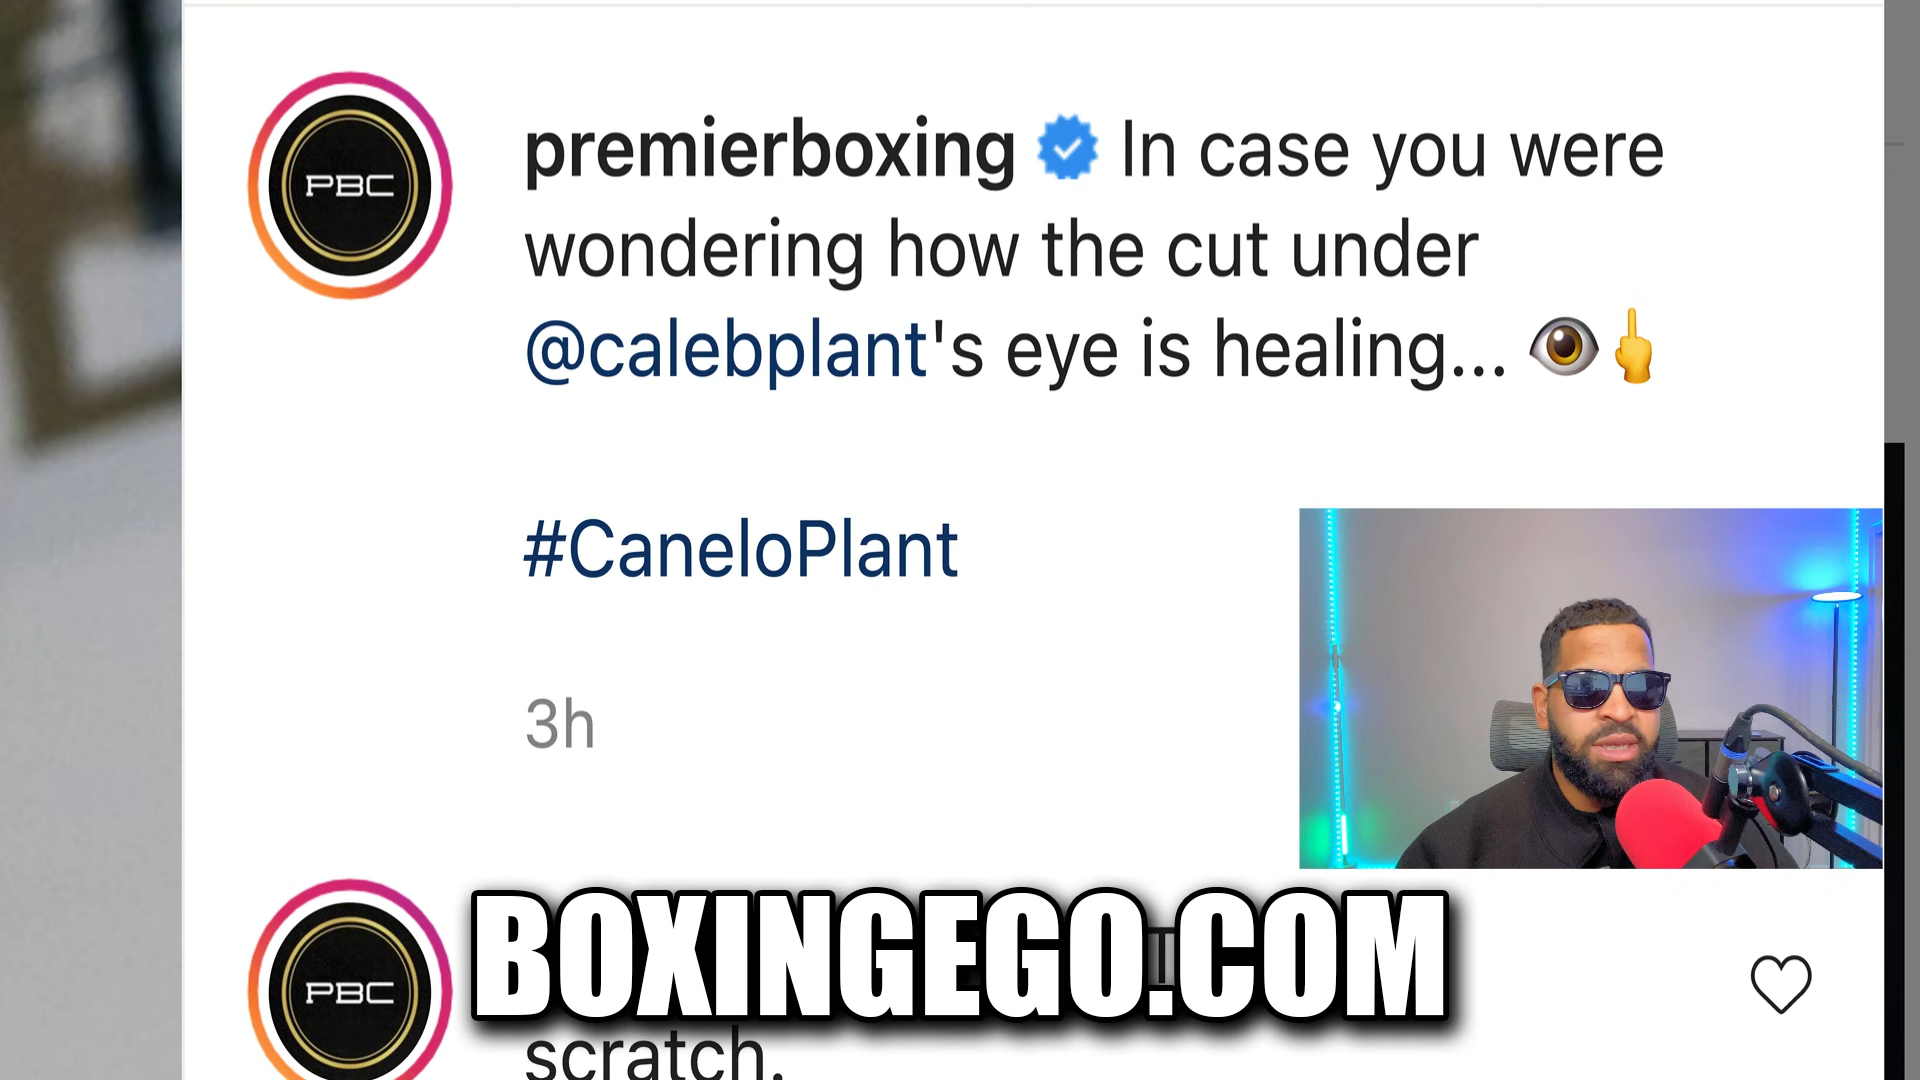 PBC
premierboxing In case you were
wondering how the cut under
@calebplant's eye is healing... 👁️🖕
#CaneloPlant
3h
PBC
BOXINGEGO.COM
scratch.